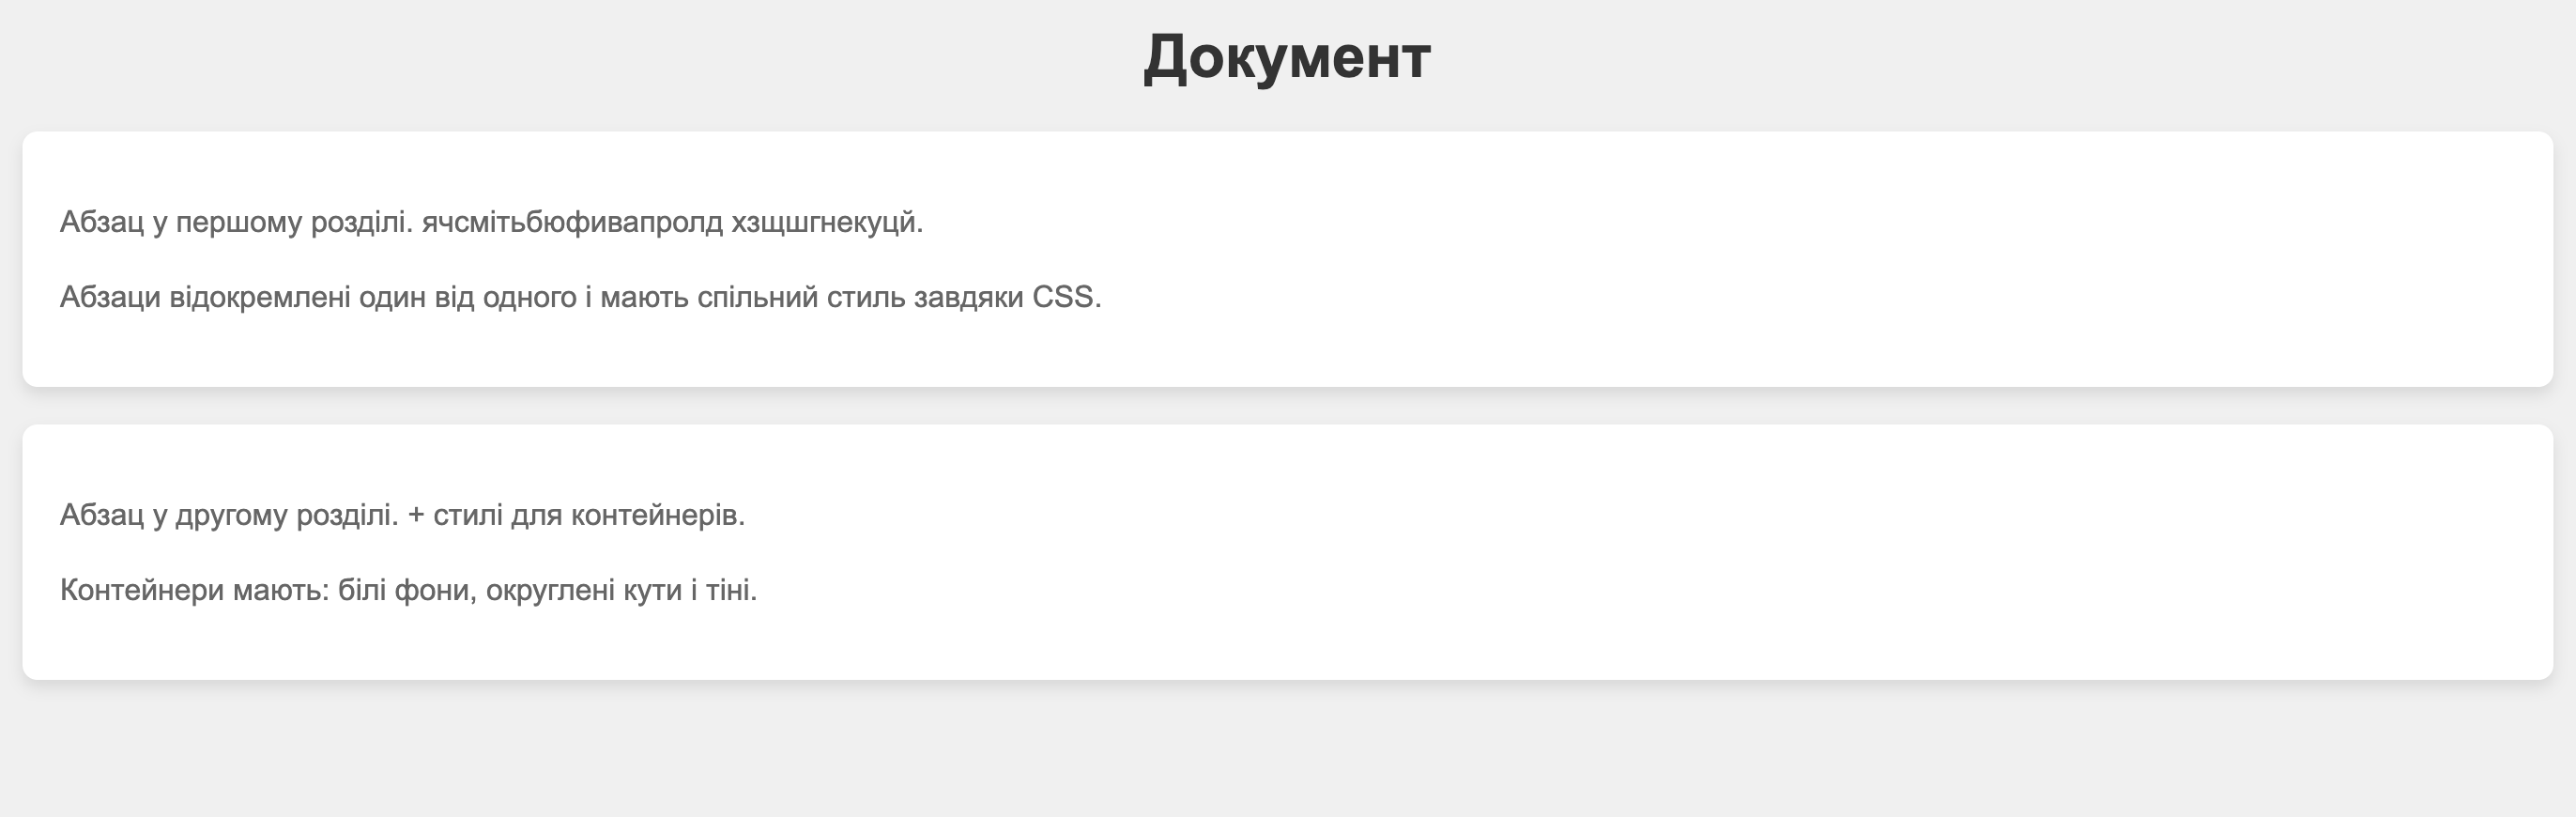 Документ
Абзац у першому розділі. ячсмітьбюфивапролд хзщшгнекуцй.
Абзаци відокремлені один від одного і мають спільний стиль завдяки CSS.
Абзац у другому розділі. + стилі для контейнерів.
Контейнери мають: білі фони, округлені кути і тіні.